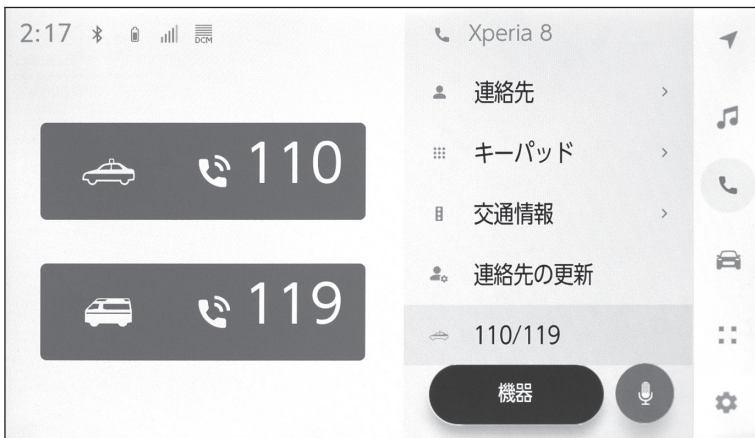 2:17
DCM
110
119
Xperia 8
連絡先
キーパッド
交通情報
連絡先の更新
110/119
機器